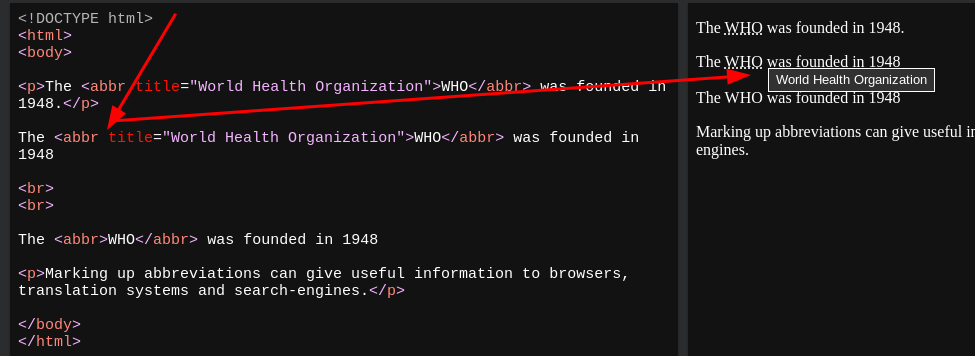 <!DOCTYPE html>
<html>
<body>
<p>The <abbr title="World Health Organization">WHO</abbr> was founded in
1948.</p>
The <abbr title="World Health Organization">WHO</abbr> was founded in
1948
<br>
<br>
The <abbr>WHO</abbr> was founded in 1948
<p>Marking up abbreviations can give useful information to browsers,
translation systems and search-engines.</p>
</body>
</html>
The WHO was founded in 1948.
The WHO was founded in 1948
World Health Organization
The WHO was founded in 1948
Marking up abbreviations can give useful
engines.